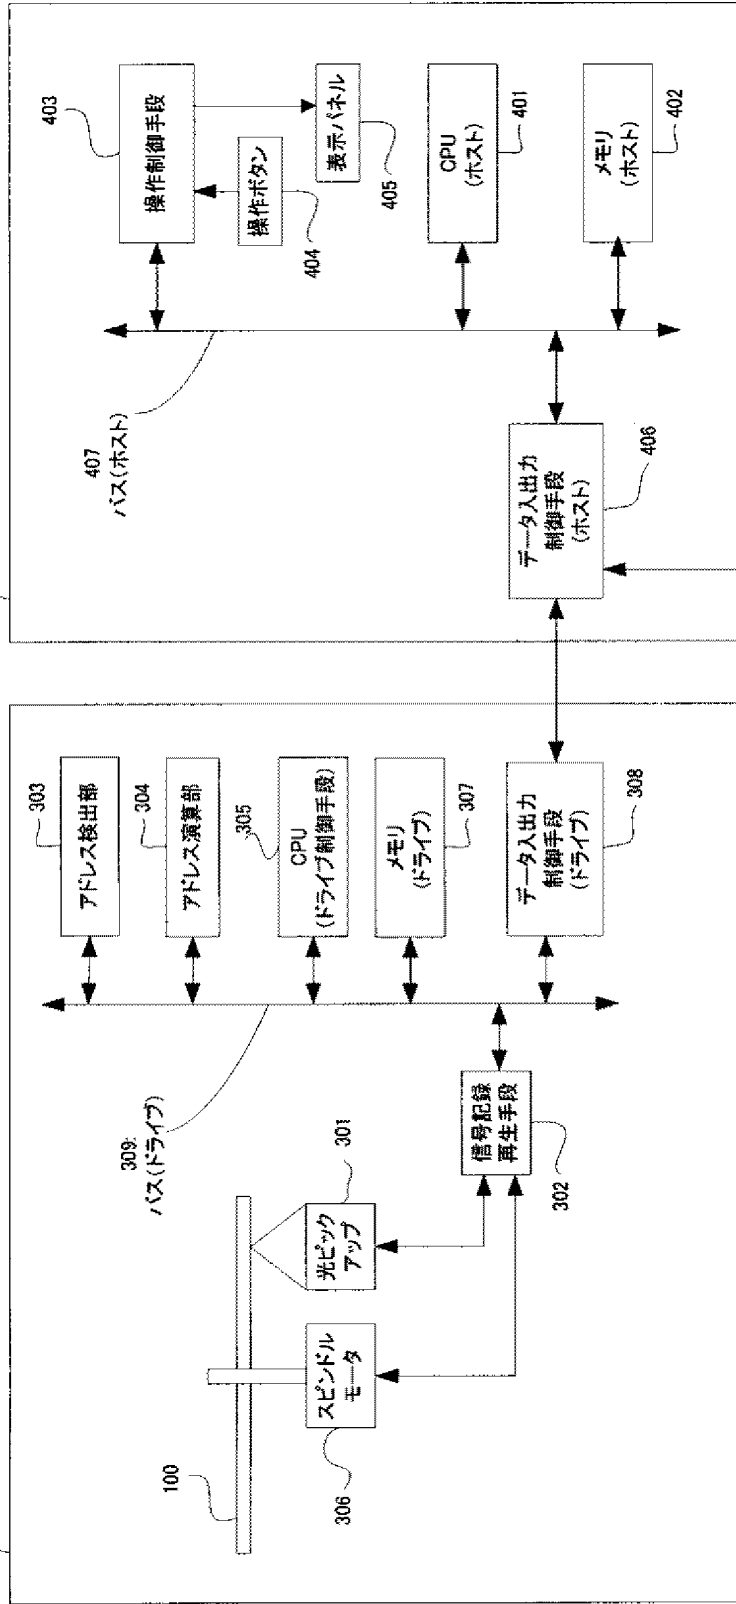 100
306
スピンドル
モータ
光ピック
アップ
301
302
信号記録
再生手段
309:
バス(ドライブ)
303
アドレス検出部
304
アドレス演算部
305
CPU
(ドライブ制御手段)
メモリ
(ドライブ)
307
データ入出力
制御手段
(ドライブ)
308
407
バス(ホスト)
403
操作制御手段
操作ボタン
404
表示パネル
405
CPU
(ホスト)
401
メモリ
(ホスト)
402
データ入出力
制御手段
(ホスト)
406